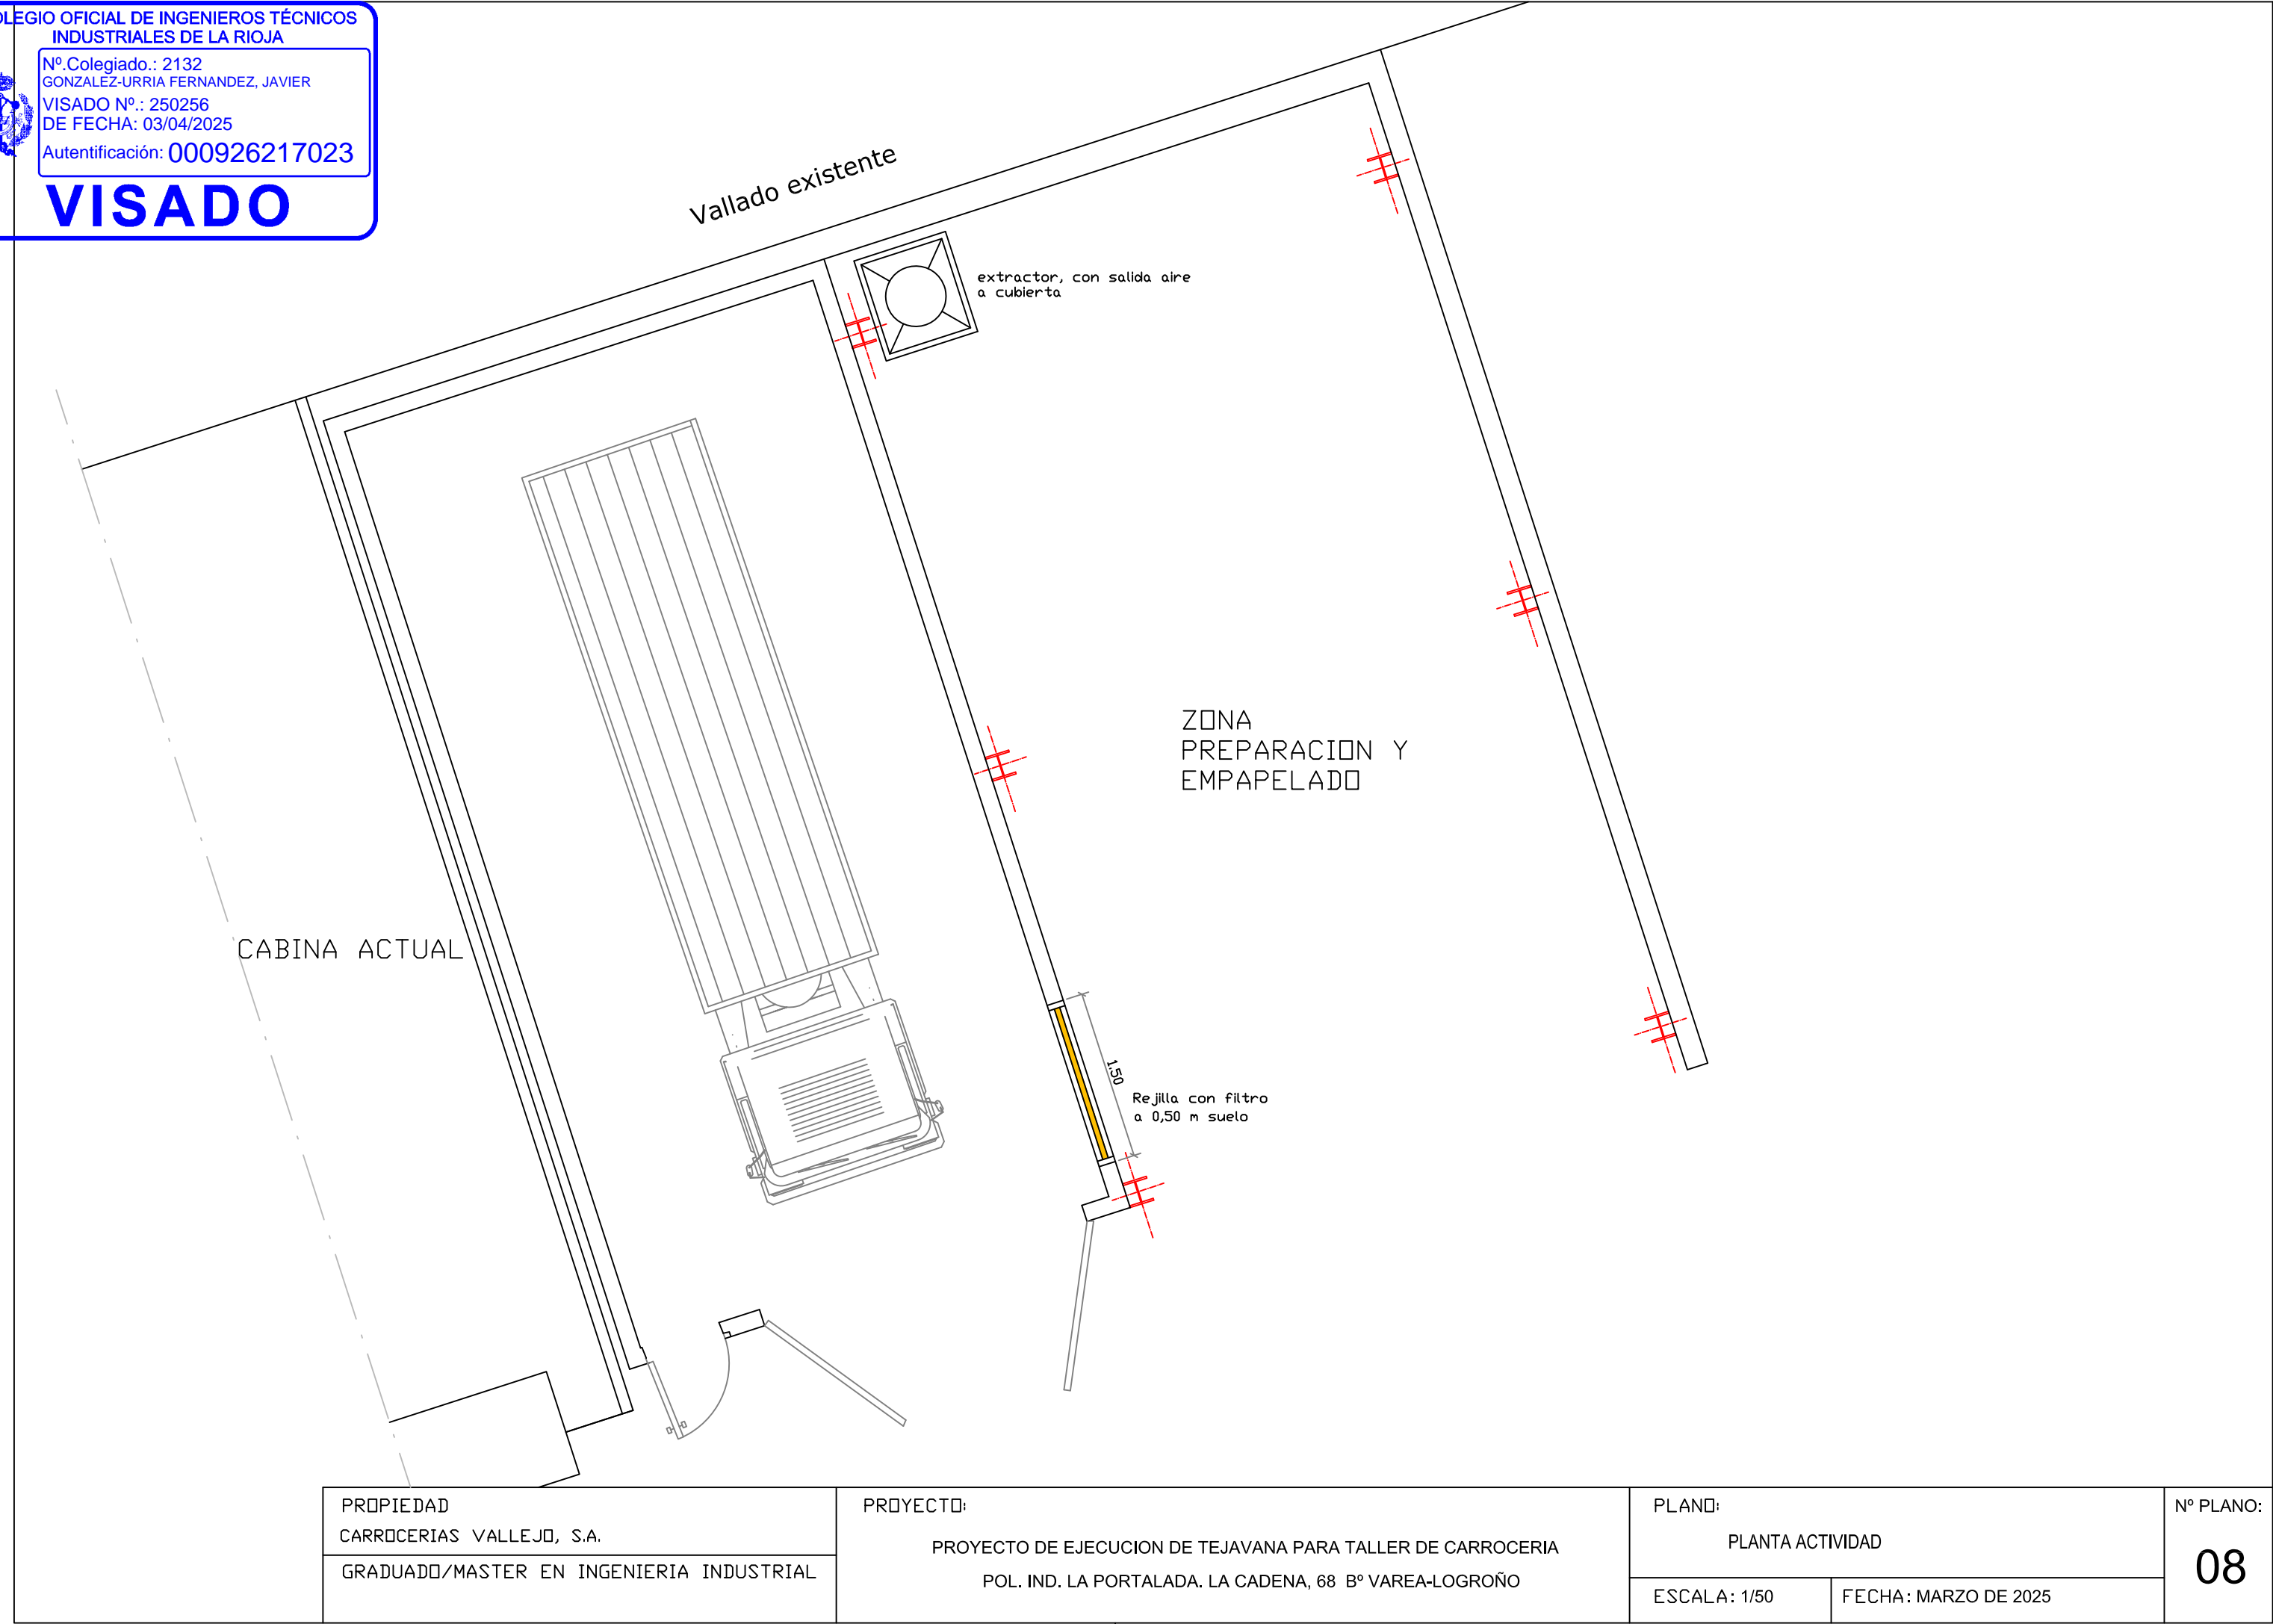 OLEGIO OFICIAL DE INGENIEROS TÉCNICOS
INDUSTRIALES DE LA RIOJA
Nº.Colegiado.: 2132
GONZALEZ-URRIA FERNANDEZ, JAVIER
VISADO Nº.: 250256
DE FECHA: 03/04/2025
Autentificación: 000926217023
VISADO
Vallado existente
extractor, con salida aire
a cubierta
ZONA
PREPARACION Y
EMPAPELADO
CABINA ACTUAL
1.50
Rejilla con filtro
a 0,50 m suelo
PROPIEDAD
CARROCERIAS VALLEJO, S.A.
GRADUADO/MASTER EN INGENIERIA INDUSTRIAL
PROYECTO:
PROYECTO DE EJECUCION DE TEJAVANA PARA TALLER DE CARROCERIA
POL. IND. LA PORTALADA. LA CADENA, 68 Bº VAREA-LOGROÑO
PLANO:
PLANTA ACTIVIDAD
ESCALA: 1/50
FECHA: MARZO DE 2025
Nº PLANO:
08